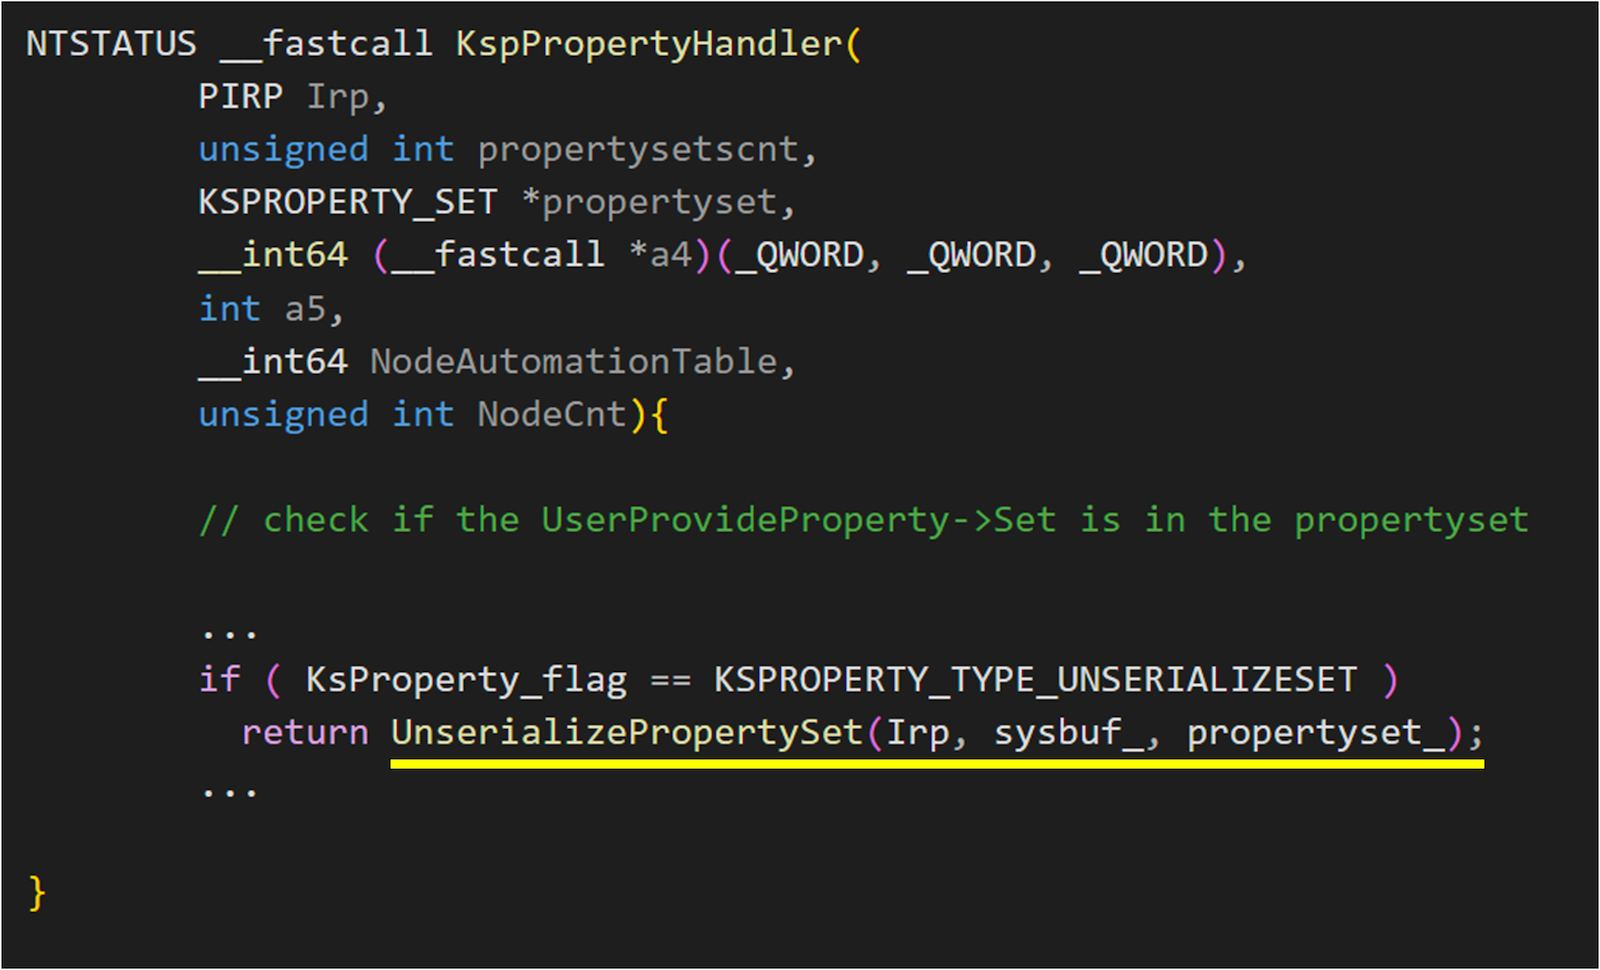 NTSTATUS __fastcall KspPropertyHandler(
PIRP Irp,
unsigned int propertysetscnt,
KSPROPERTY_SET *propertyset,
__int64 (__fastcall *a4)(_QWORD, _QWORD, _QWORD),
int a5,
__int64 NodeAutomationTable,
unsigned int NodeCnt){
// check if the UserProvideProperty->Set is in the propertyset
...
if ( KsProperty_flag == KSPROPERTY_TYPE_UNSERIALIZESET )
return UnserializePropertySet(Irp, sysbuf_, propertyset_);
...
}